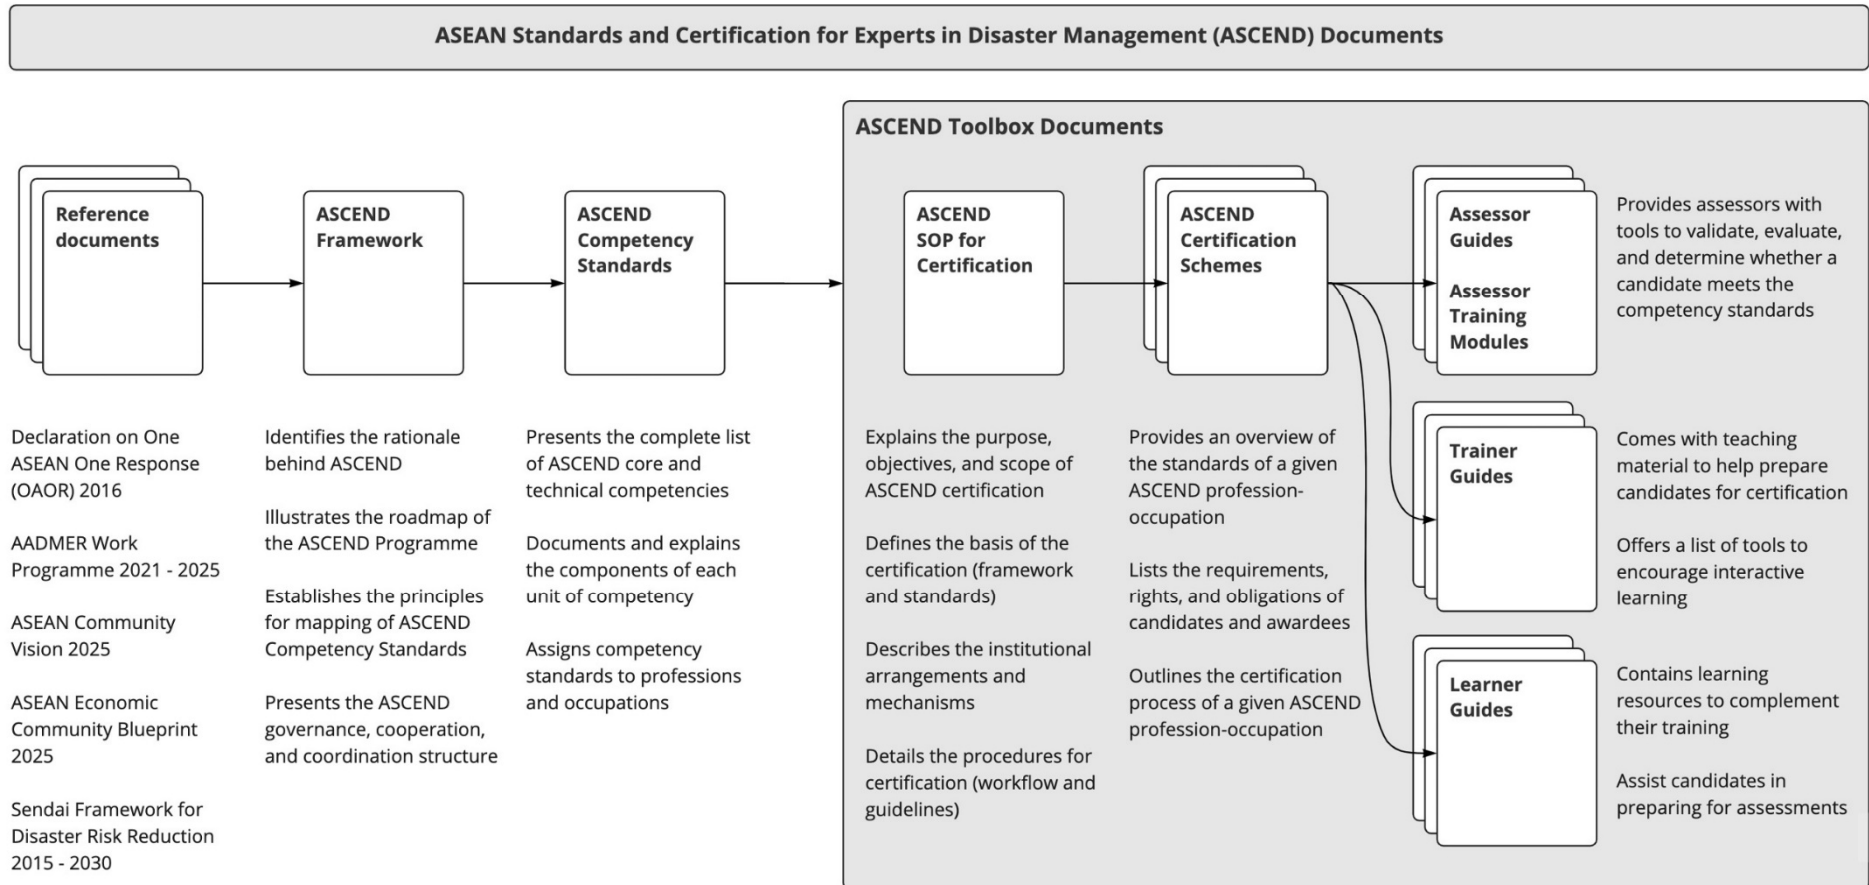 ASEAN Standards and Certification for Experts in Disaster Management (ASCEND) Documents
ASCEND Toolbox Documents
Reference
documents
ASCEND
Framework
ASCEND
Competency
Standards
ASCEND
SOP for
Certification
ASCEND
Certification
Schemes
Assessor
Guides
Assessor
Training
Modules
Provides assessors with
tools to validate, evaluate,
and determine whether a
candidate meets the
competency standards
Declaration on One
ASEAN One Response
(OAOR) 2016
AADMER Work
Programme 2021 - 2025
ASEAN Community
Vision 2025
ASEAN Economic
Community Blueprint
2025
Sendai Framework for
Disaster Risk Reduction
2015 - 2030
Identifies the rationale
behind ASCEND
Illustrates the roadmap of
the ASCEND Programme
Establishes the principles
for mapping of ASCEND
Competency Standards
Presents the ASCEND
governance, cooperation,
and coordination structure
Presents the complete list
of ASCEND core and
technical competencies
Documents and explains
the components of each
unit of competency
Assigns competency
standards to professions
and occupations
Explains the purpose,
objectives, and scope of
ASCEND certification
Defines the basis of the
certification (framework
and standards)
Describes the institutional
arrangements and
mechanisms
Details the procedures for
certification (workflow and
guidelines)
Provides an overview of
the standards of a given
ASCEND profession-
occupation
Lists the requirements,
rights, and obligations of
candidates and awardees
Outlines the certification
process of a given ASCEND
profession-occupation
Trainer
Guides
Comes with teaching
material to help prepare
candidates for certification
Offers a list of tools to
encourage interactive
learning
Learner
Guides
Contains learning
resources to complement
their training
Assist candidates in
preparing for assessments